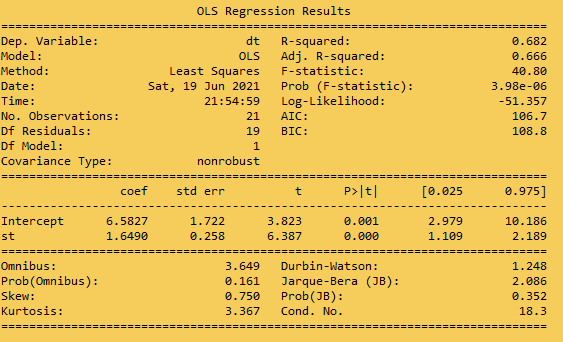 OLS Regression Results
==============================================================================
Dep. Variable:                     dt   R-squared:                       0.682
Model:                            OLS   Adj. R-squared:                  0.666
Method:                 Least Squares   F-statistic:                     40.80
Date:                Sat, 19 Jun 2021   Prob (F-statistic):           3.98e-06
Time:                        21:54:59   Log-Likelihood:                -51.357
No. Observations:                  21   AIC:                             106.7
Df Residuals:                      19   BIC:                             108.8
Df Model:                           1
Covariance Type:            nonrobust
==============================================================================
                 coef    std err          t      P>|t|      [0.025      0.975]
------------------------------------------------------------------------------
Intercept      6.5827      1.722      3.823      0.001       2.979      10.186
st             1.6490      0.258      6.387      0.000       1.109       2.189
==============================================================================
Omnibus:                        3.649   Durbin-Watson:                   1.248
Prob(Omnibus):                  0.161   Jarque-Bera (JB):                2.086
Skew:                           0.750   Prob(JB):                        0.352
Kurtosis:                       3.367   Cond. No.                         18.3
==============================================================================